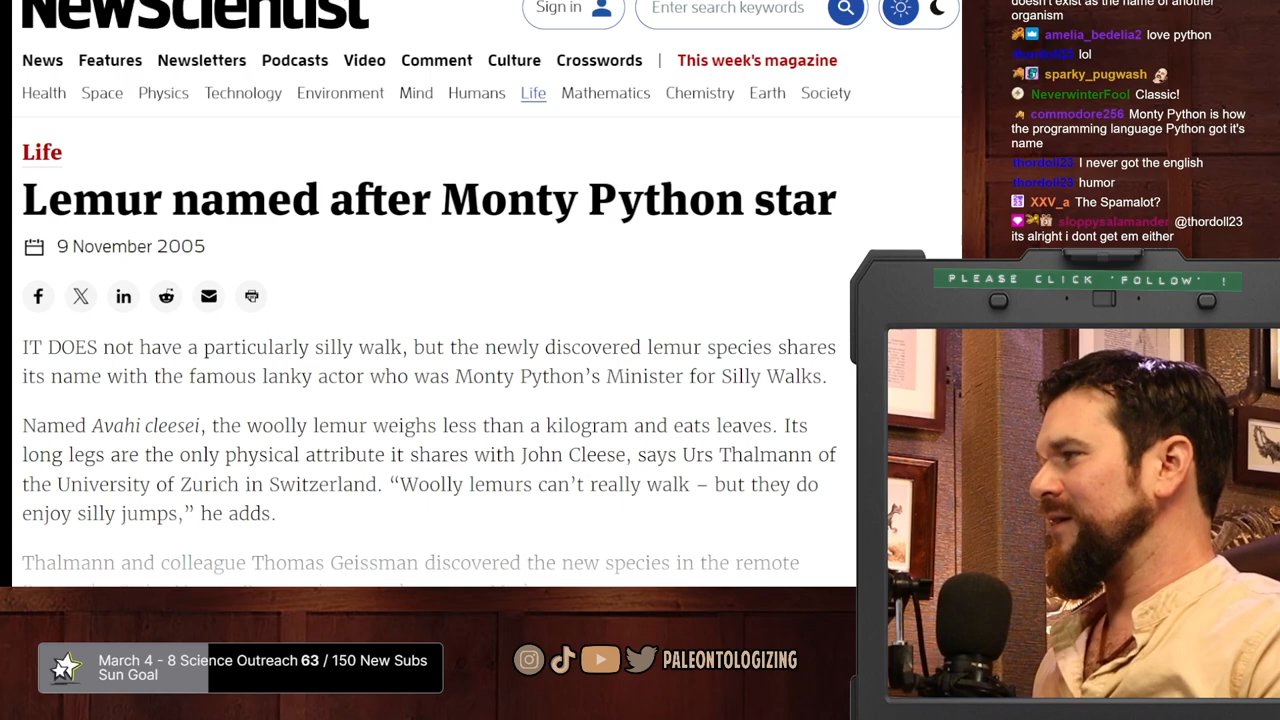 NewScientist
Sign in
Enter search keywords
News Features Newsletters Podcasts Video Comment Culture Crosswords | This week's magazine
Health Space Physics Technology Environment Mind Humans Life Mathematics Chemistry Earth Society
Life
Lemur named after Monty Python star
9 November 2005
IT DOES not have a particularly silly walk, but the newly discovered lemur species shares
its name with the famous lanky actor who was Monty Python's Minister for Silly Walks.
Named Avahi cleesei, the woolly lemur weighs less than a kilogram and eats leaves. Its
long legs are the only physical attribute it shares with John Cleese, says Urs Thalmann of
the University of Zurich in Switzerland. “Woolly lemurs can't really walk – but they do
enjoy silly jumps,” he adds.
Thalmann and colleague Thomas Geissman discovered the new species in the remote
doesn't exist as the name of another
organism
amelia_bedelia2 love python
thordoll23 lol
sparky_pugwash
NeverwinterFool Classic!
commodore256 Monty Python is how
the programming language Python got it's
name
thordoll23 I never got the english
thordoll23 humor
XXV_a The Spamalot?
sloppysalamander @thordoll23
its alright i dont get em either
PLEASE CLICK 'FOLLOW' !
March 4 - 8 Science Outreach 63 / 150 New Subs
Sun Goal
PALEONTOLOGIZING